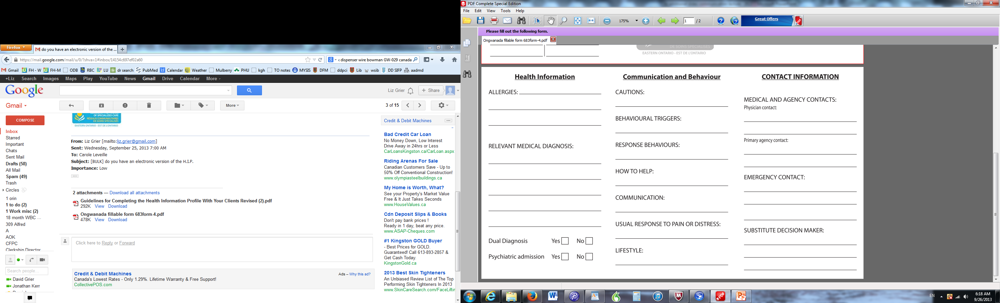 Firefox
do you have an electronic version of the ...
https://mail.google.com/mail/u/0/?shva=1#inbox/14154c697ef02a60
dispenser wire bowman GW-029 canada
Gmail FH - W FH-M ODB RBC LU dr search PubMed Calendar Weather Mulberry PHU kgh TO notes MYSIS DFM ddpci Lib wsib DD SIFP aadmd
+Liz Search Images Maps Play YouTube News Gmail Drive Calendar More
Google
Liz Grier
+ Share
Gmail
More
3 of 15
COMPOSE
Inbox
Starred
Important
Chats
Sent Mail
Drafts (58)
All Mail
Spam (49)
Trash
Circles
1 orin
1 to do (2)
1 Work misc (2)
18 month WBC ...
309 Alfred
A
AOK
CFPC
Clerkship Director
Search people...
David Grier
Jonathan Kerr
OF SPECIALIZED CARE
RÉSEAUX COMMUNAUTAIRES
DE SOINS SPÉCIALISÉS
EASTERN ONTARIO - EST DE L'ONTARIO
From: Liz Grier [mailto:liz.grier@gmail.com]
Sent: Wednesday, September 25, 2013 7:00 AM
To: Carole Leveille
Subject: [BULK] do you have an electronic version of the H.I.P.
Importance: Low
2 attachments — Download all attachments
Guidelines for Completing the Health Information Profile With Your Clients Revised (2).pdf
292K View Download
Ongwanada fillable form 683form-4.pdf
478K View Download
Click here to Reply or Forward
Credit & Debit Machines
Ads – Why this ad?
Canada's Lowest Rates - Only 1.29%. Lifetime Warranty & Free Support!
CollectivePOS.com
Credit & Debit Machines
Bad Credit Car Loan
No Money Down, Low Interest
Drive Away in 24hrs or Less
CarLoansKingston.ca/CarLoan.aspx
Riding Arenas For Sale
Canadian Customers Save - Up to
50% Off Conventional Construction!
www.olympiasteelbuildings.ca
My Home is Worth, What?
See your Property's Market Value
Free & It Just Takes Seconds
www.HouseValues.ca
Cdn Deposit Slips & Books
Don't pay bank prices !
Ready in 1 day, beat any price.
www.ASAP-Cheques.com
#1 Kingston GOLD Buyer
- Best Prices for GOLD.
Guaranteed! Call 613-893-2857 &
Get Cash Today.
KingstonGold.ca
2013 Best Skin Tighteners
An Unbiased Review List of The Top
Performing Skin Tighteners In 2013
www.SkinCareSearch.com/FaceLiftin
PDF Complete Special Edition
File Edit View Tools Help
175%
1 / 2
Great Offers
Please fill out the following form.
Ongwanada fillable form 683form-4.pdf
DE SOINS SPÉCIALISÉS
EASTERN ONTARIO - EST DE L'ONTARIO
Health Information
ALLERGIES:
RELEVANT MEDICAL DIAGNOSIS:
Dual Diagnosis Yes No
Psychiatric admission Yes No
Communication and Behaviour
CAUTIONS:
BEHAVIOURAL TRIGGERS:
RESPONSE BEHAVIOURS:
HOW TO HELP:
COMMUNICATION:
USUAL RESPONSE TO PAIN OR DISTRESS:
LIFESTYLE:
CONTACT INFORMATION
MEDICAL AND AGENCY CONTACTS:
Physician contact:
Primary agency contact:
EMERGENCY CONTACT:
SUBSTITUTE DECISION MAKER:
EN
6:18 AM
9/26/2013